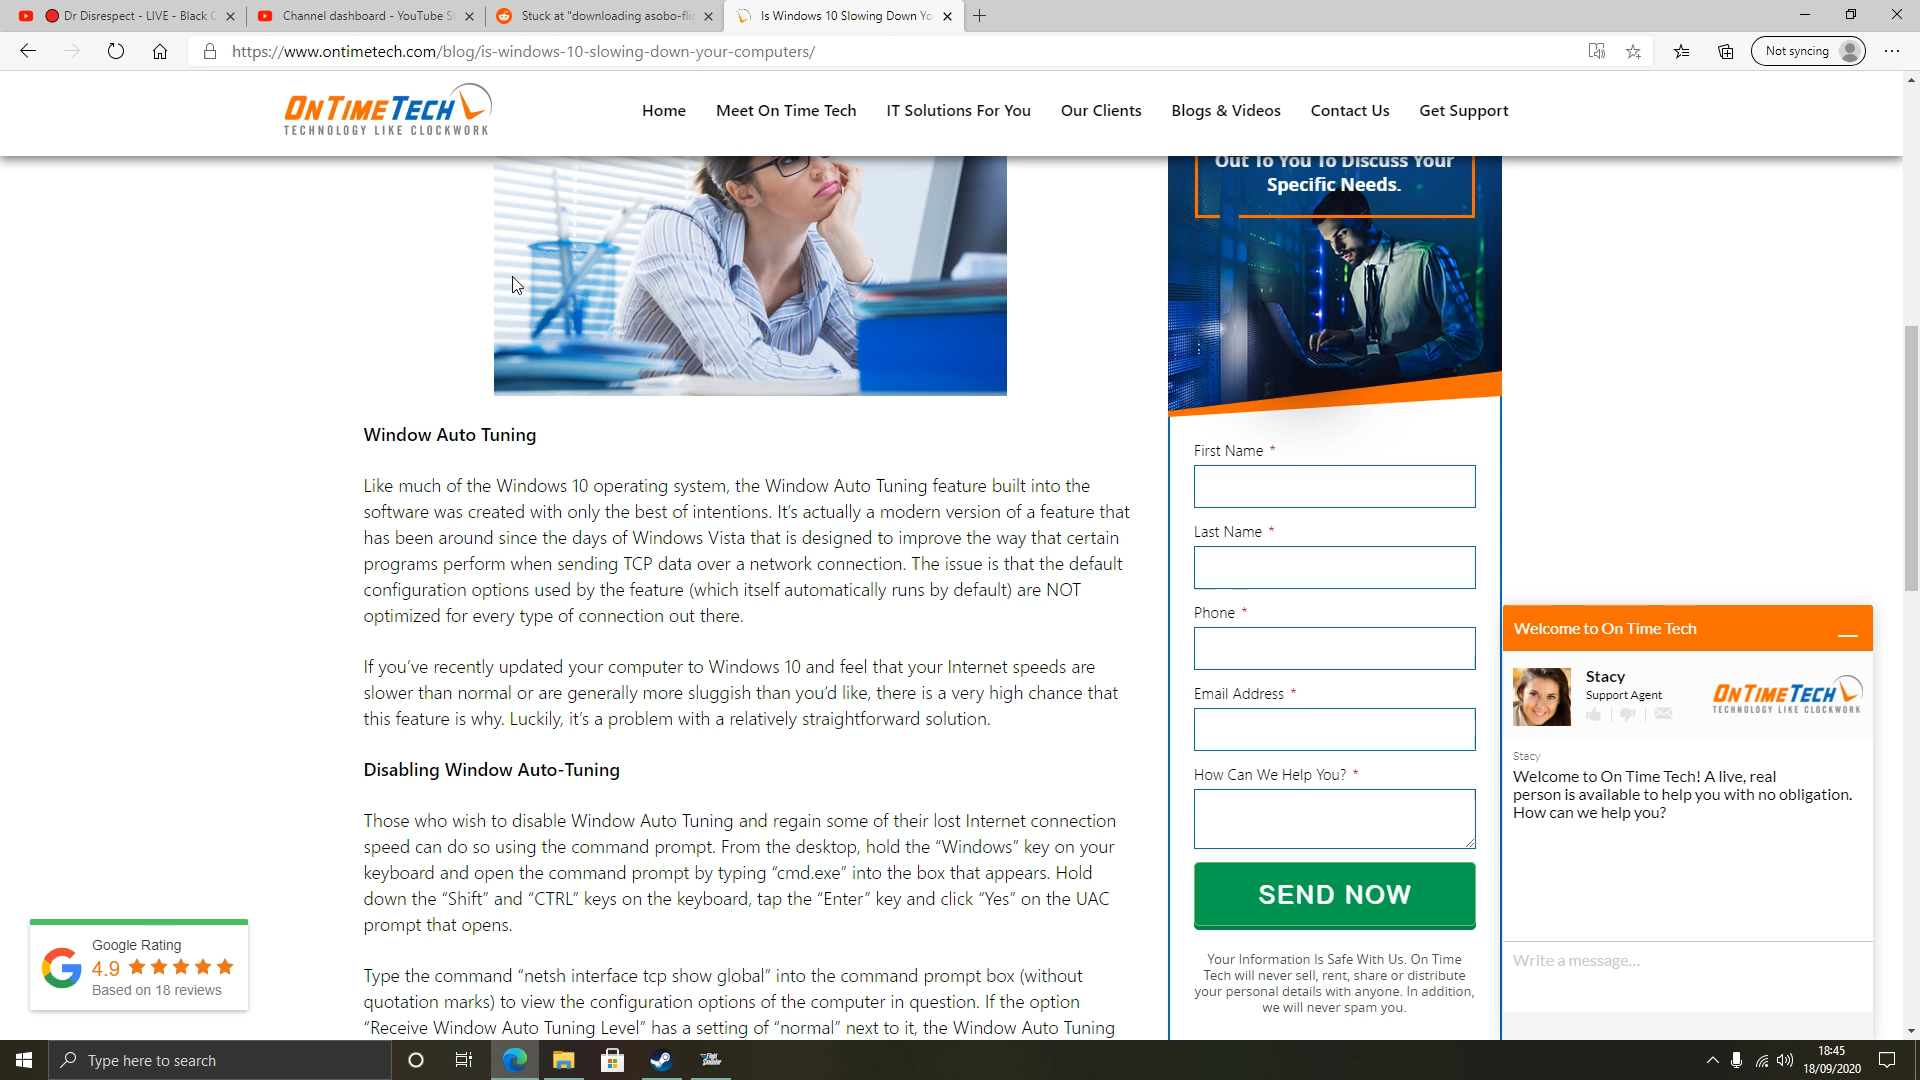 Dr Disrespect - LIVE - Black
Channel dashboard - YouTube St
Stuck at "downloading asobo-fli
Is Windows 10 Slowing Down Yo
https://www.ontimetech.com/blog/is-windows-10-slowing-down-your-computers/
Not syncing
ON TIME TECH
TECHNOLOGY LIKE CLOCKWORK
Home
Meet On Time Tech
IT Solutions For You
Our Clients
Blogs & Videos
Contact Us
Get Support
Out To You To Discuss Your
Specific Needs.
Window Auto Tuning
Like much of the Windows 10 operating system, the Window Auto Tuning feature built into the
software was created with only the best of intentions. It’s actually a modern version of a feature that
has been around since the days of Windows Vista that is designed to improve the way that certain
programs perform when sending TCP data over a network connection. The issue is that the default
configuration options used by the feature (which itself automatically runs by default) are NOT
optimized for every type of connection out there.
If you’ve recently updated your computer to Windows 10 and feel that your Internet speeds are
slower than normal or are generally more sluggish than you’d like, there is a very high chance that
this feature is why. Luckily, it’s a problem with a relatively straightforward solution.
Disabling Window Auto-Tuning
Those who wish to disable Window Auto Tuning and regain some of their lost Internet connection
speed can do so using the command prompt. From the desktop, hold the “Windows” key on your
keyboard and open the command prompt by typing “cmd.exe” into the box that appears. Hold
down the “Shift” and “CTRL” keys on the keyboard, tap the “Enter” key and click “Yes” on the UAC
prompt that opens.
Type the command “netsh interface tcp show global” into the command prompt box (without
quotation marks) to view the configuration options of the computer in question. If the option
“Receive Window Auto Tuning Level” has a setting of “normal” next to it, the Window Auto Tuning
First Name *
Last Name *
Phone *
Email Address *
How Can We Help You? *
SEND NOW
Your Information Is Safe With Us. On Time
Tech will never sell, rent, share or distribute
your personal details with anyone. In addition,
we will never spam you.
Welcome to On Time Tech
Stacy
Support Agent
ON TIME TECH
TECHNOLOGY LIKE CLOCKWORK
Stacy
Welcome to On Time Tech! A live, real
person is available to help you with no obligation.
How can we help you?
Write a message...
Google Rating
4.9
Based on 18 reviews
Type here to search
18:45
18/09/2020